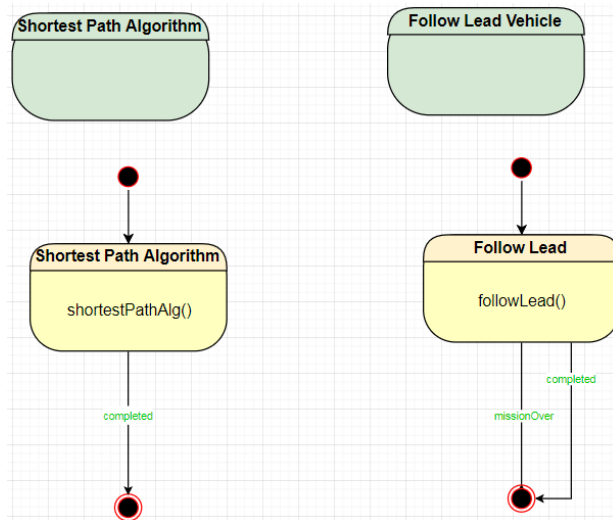 Shortest Path Algorithm
Follow Lead Vehicle
Shortest Path Algorithm
shortestPathAlg()
completed
Follow Lead
followLead()
completed
missionOver